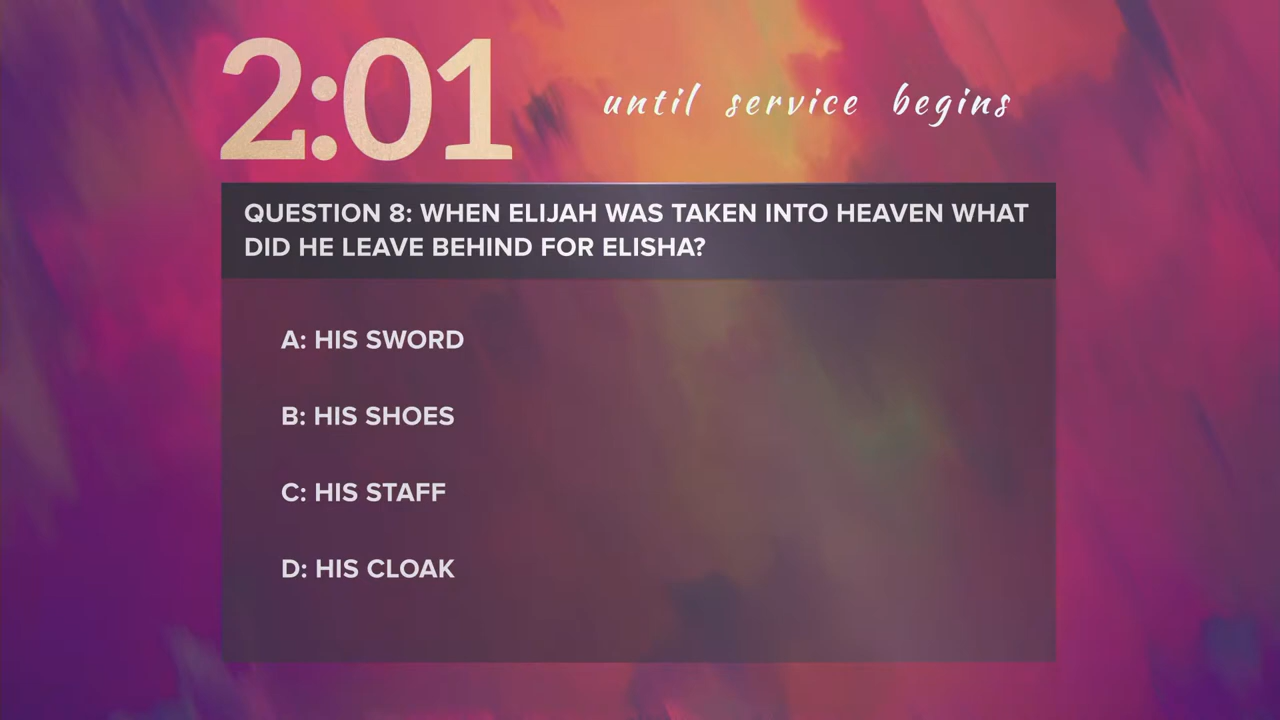 2:01
until service begins
QUESTION 8: WHEN ELIJAH WAS TAKEN INTO HEAVEN WHAT
DID HE LEAVE BEHIND FOR ELISHA?
A: HIS SWORD
B: HIS SHOES
C: HIS STAFF
D: HIS CLOAK